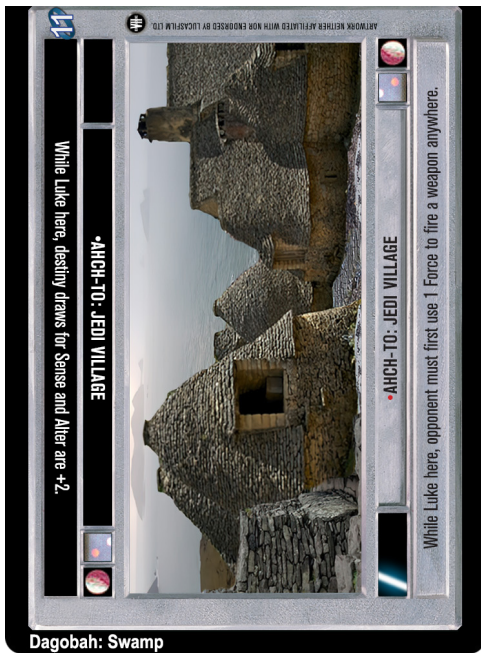 ARTWORK NEITHER AFFILIATED WITH NOR ENDORSED BY LUCASFILM LTD.
•AHCH-TO: JEDI VILLAGE
While Luke here, destiny draws for Sense and Alter are +2.
•AHCH-TO: JEDI VILLAGE
While Luke here, opponent must first use 1 Force to fire a weapon anywhere.
Dagobah: Swamp